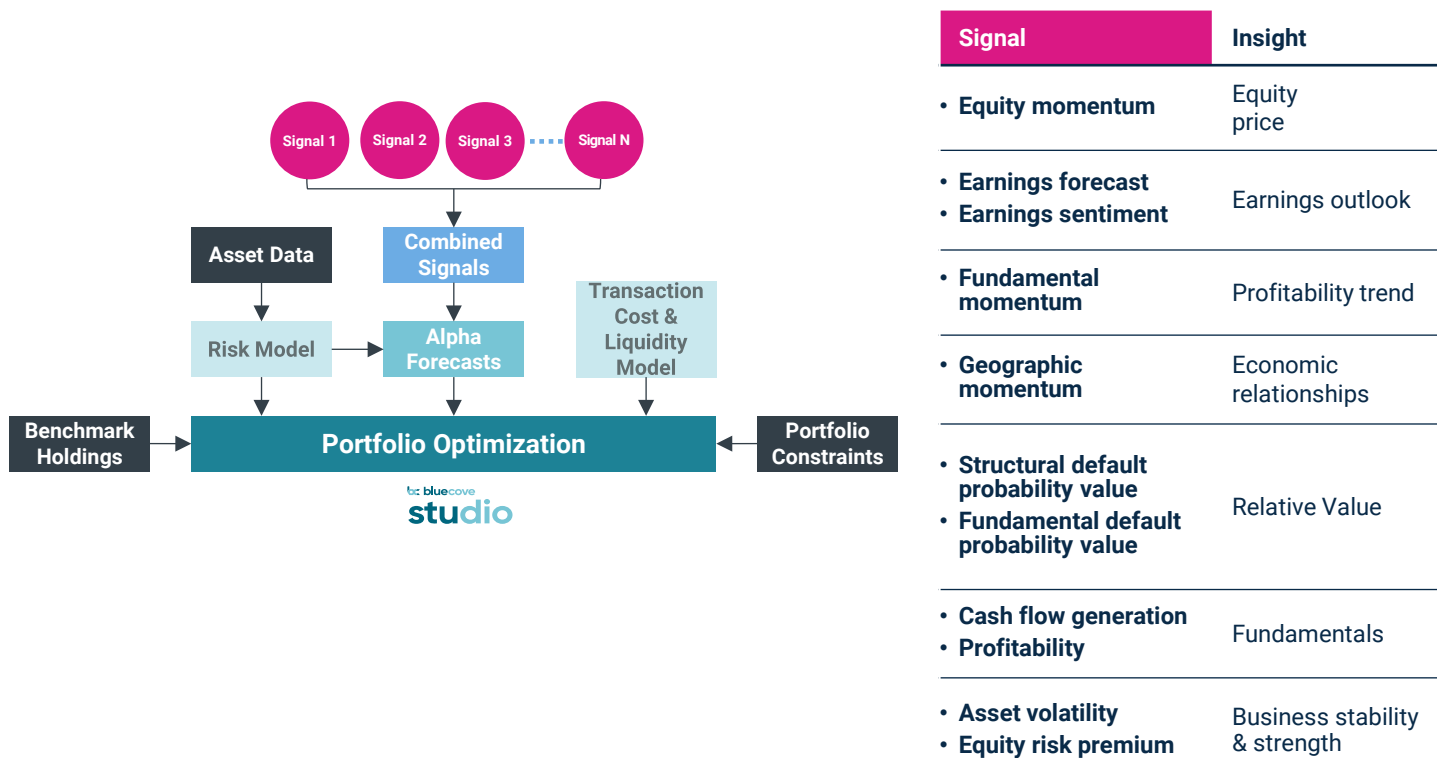 Signal 1
Signal 2
Signal 3
Signal N
Asset Data
Combined
Signals
Transaction
Cost &
Liquidity
Model
Risk Model
Alpha
Forecasts
Benchmark
Holdings
Portfolio Optimization
Portfolio
Constraints
bc bluecove
studio
Signal
Insight
• Equity momentum
Equity
price
• Earnings forecast
• Earnings sentiment
Earnings outlook
• Fundamental
momentum
Profitability trend
• Geographic
momentum
Economic
relationships
• Structural default
probability value
• Fundamental default
probability value
Relative Value
• Cash flow generation
• Profitability
Fundamentals
• Asset volatility
• Equity risk premium
Business stability
& strength